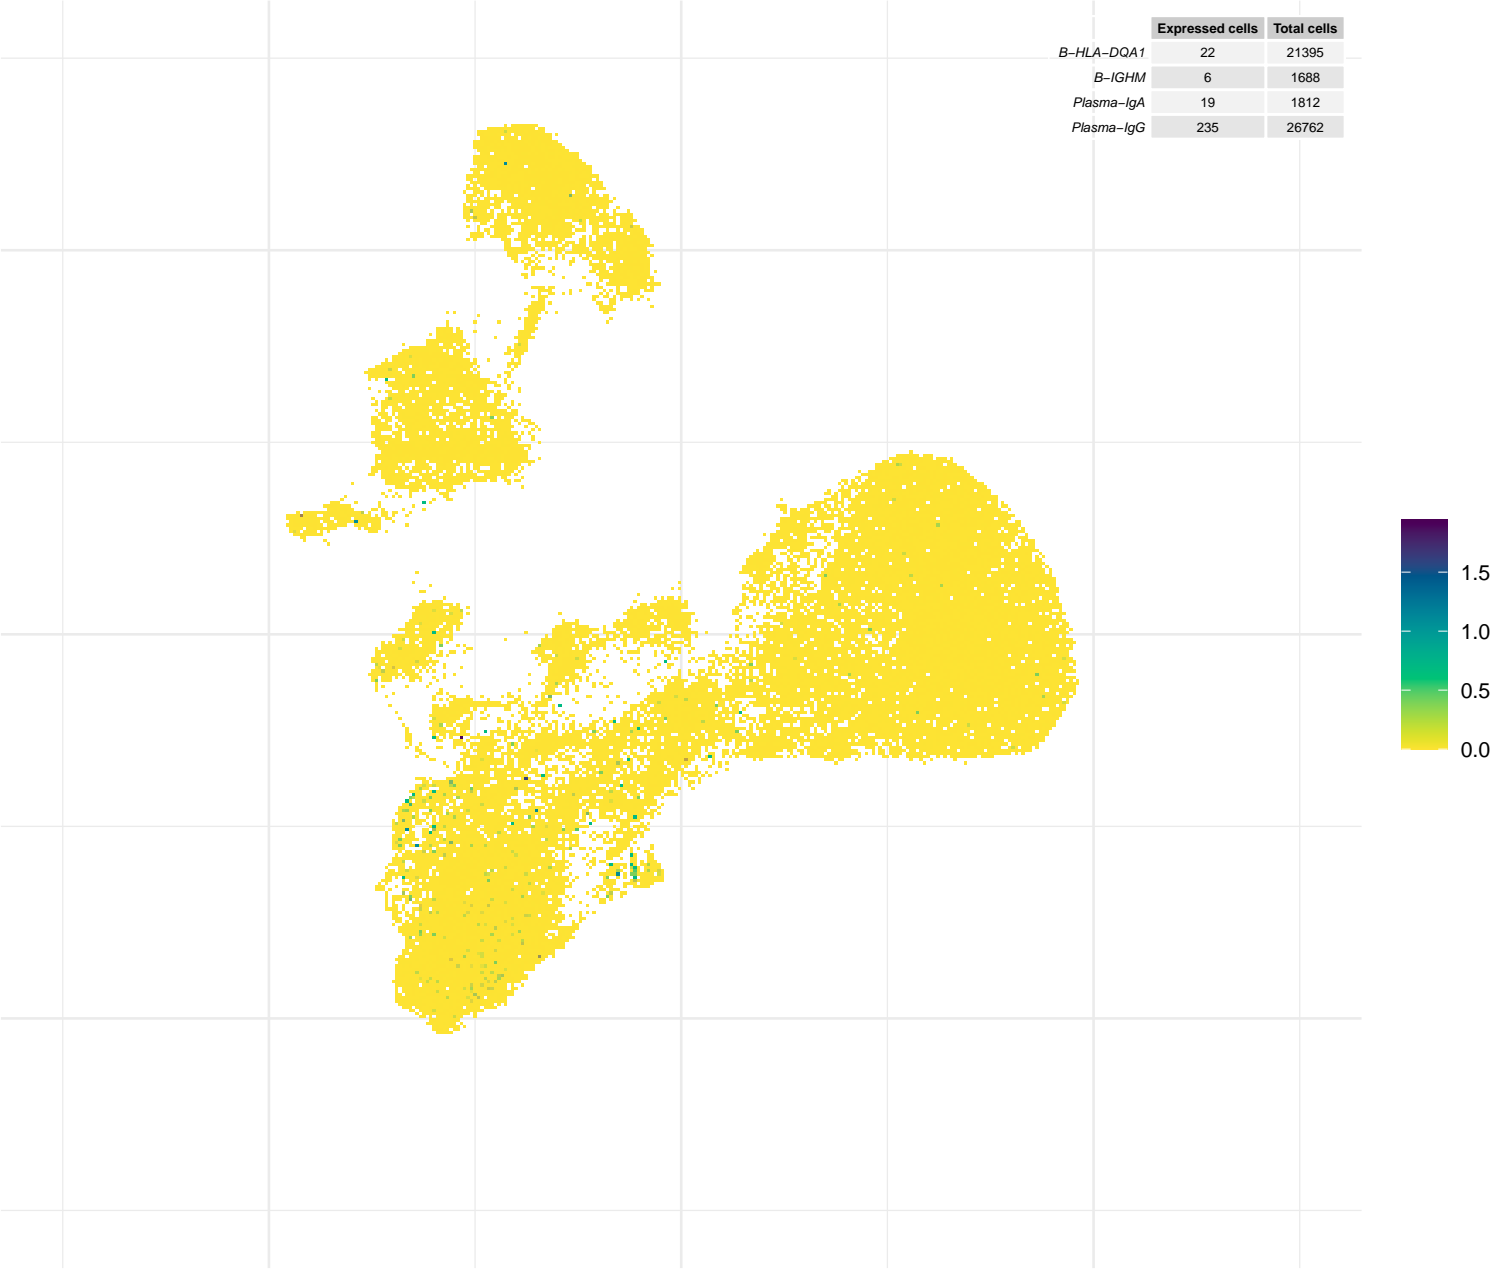 Expressed cells Total cells
B−HLA−DQA1 22 21395
B−IGHM 6 1688
Plasma−IgA 19 1812
Plasma−IgG 235 26762
1.5
1.0
0.5
0.0